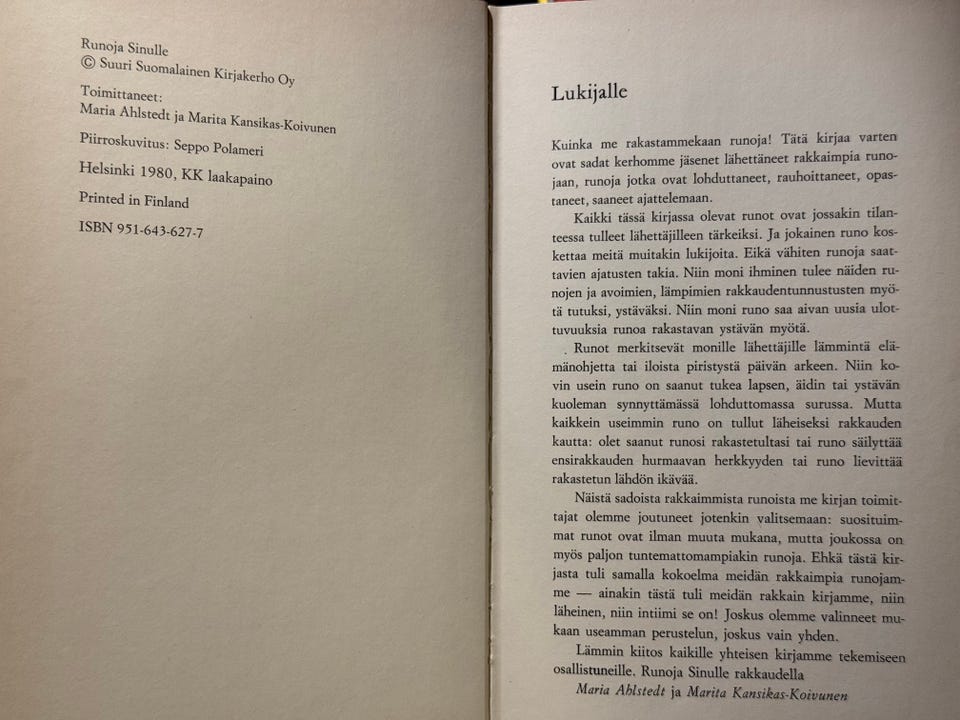 Runoja Sinulle
© Suuri Suomalainen Kirjakerho Oy
Toimittaneet:
Maria Ahlstedt ja Marita Kansikas-Koivunen
Piirroskuvitus: Seppo Polameri
Helsinki 1980, KK laakapaino
Printed in Finland
ISBN 951-643-627-7
Lukijalle
Kuinka me rakastammekaan runoja! Tätä kirjaa varten
ovat sadat kerhomme jäsenet lähettäneet rakkaimpia runo-
jaan, runoja jotka ovat lohduttaneet, rauhoittaneet, opas-
taneet, saaneet ajattelemaan.
Kaikki tässä kirjassa olevat runot ovat jossakin tilan-
teessa tulleet lähettäjilleen tärkeiksi. Ja jokainen runo kos-
kettaa meitä muitakin lukijoita. Eikä vähiten runoja saat-
tavien ajatusten takia. Niin moni ihminen tulee näiden ru-
nojen ja avoimien, lämpimien rakkaudentunnustusten myö-
tä tutuksi, ystäväksi. Niin moni runo saa aivan uusia ulot-
tuvuuksia runoa rakastavan ystävän myötä.
Runot merkitsevät monille lähettäjille lämmintä elä-
mänohjetta tai iloista piristystä päivän arkeen. Niin ko-
vin usein runo on saanut tukea lapsen, äidin tai ystävän
kuoleman synnyttämässä lohduttomassa surussa. Mutta
kaikkein useimmin runo on tullut läheiseksi rakkauden
kautta: olet saanut runosi rakastetultasi tai runo säilyttää
ensirakkauden hurmaavan herkkyyden tai runo lievittää
rakastetun lähdön ikävää.
Näistä sadoista rakkaimmista runoista me kirjan toimit-
tajat olemme joutuneet jotenkin valitsemaan: suosituim-
mat runot ovat ilman muuta mukana, mutta joukossa on
myös paljon tuntemattomampiakin runoja. Ehkä tästä kir-
jasta tuli samalla kokoelma meidän rakkaimpia runojam-
me — ainakin tästä tuli meidän rakkain kirjamme, niin
läheinen, niin intiimi se on! Joskus olemme valinneet mu-
kaan useamman perustelun, joskus vain yhden.
Lämmin kiitos kaikille yhteisen kirjamme tekemiseen
osallistuneille. Runoja Sinulle rakkaudella
Maria Ahlstedt ja Marita Kansikas-Koivunen